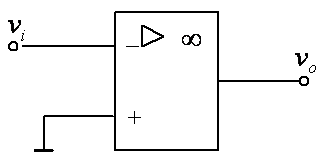 v_i
− ▷ ∞
v_o
+